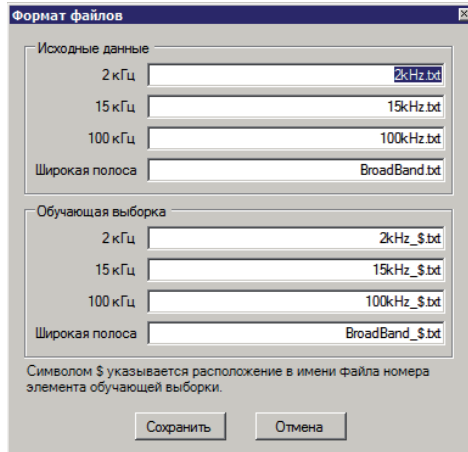 Формат файлов
Исходные данные
2 кГц 2kHz.txt
15 кГц 15kHz.txt
100 кГц 100kHz.txt
Широкая полоса BroadBand.txt
Обучающая выборка
2 кГц 2kHz_$.txt
15 кГц 15kHz_$.txt
100 кГц 100kHz_$.txt
Широкая полоса BroadBand_$.txt
Символом $ указывается расположение в имени файла номера
элемента обучающей выборки.
Сохранить Отмена